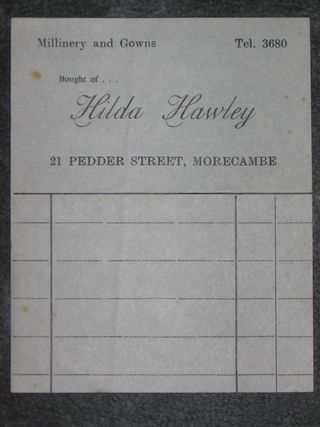 Millinery and Gowns Tel. 3680
Bought of . . .
Hilda Hawley
21 PEDDER STREET, MORECAMBE